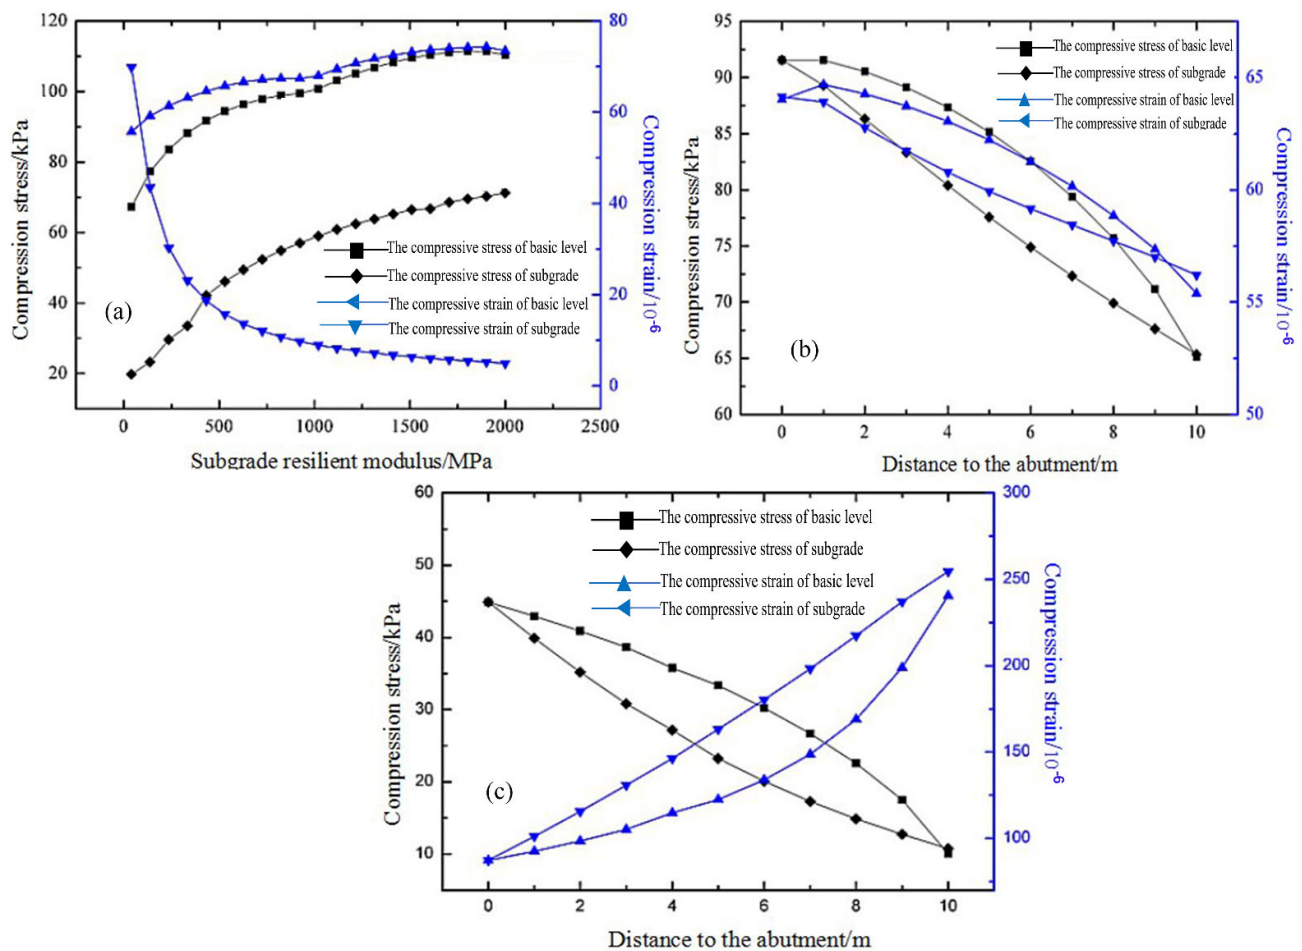 120
100
80
60
40
20
Compression stress/kPa
80
60
40
20
0
Compression strain/10-6
The compressive stress of basic level
The compressive stress of subgrade
The compressive strain of basic level
The compressive strain of subgrade
(a)
0 500 1000 1500 2000 2500
Subgrade resilient modulus/MPa
95
90
85
80
75
70
65
60
Compression stress/kPa
65
60
55
50
Compression strain/10-6
The compressive stress of basic level
The compressive stress of subgrade
The compressive strain of basic level
The compressive strain of subgrade
(b)
0 2 4 6 8 10
Distance to the abutment/m
60
50
40
30
20
10
Compression stress/kPa
300
250
200
150
100
Compression strain/10-6
The compressive stress of basic level
The compressive stress of subgrade
The compressive strain of basic level
The compressive strain of subgrade
(c)
0 2 4 6 8 10
Distance to the abutment/m